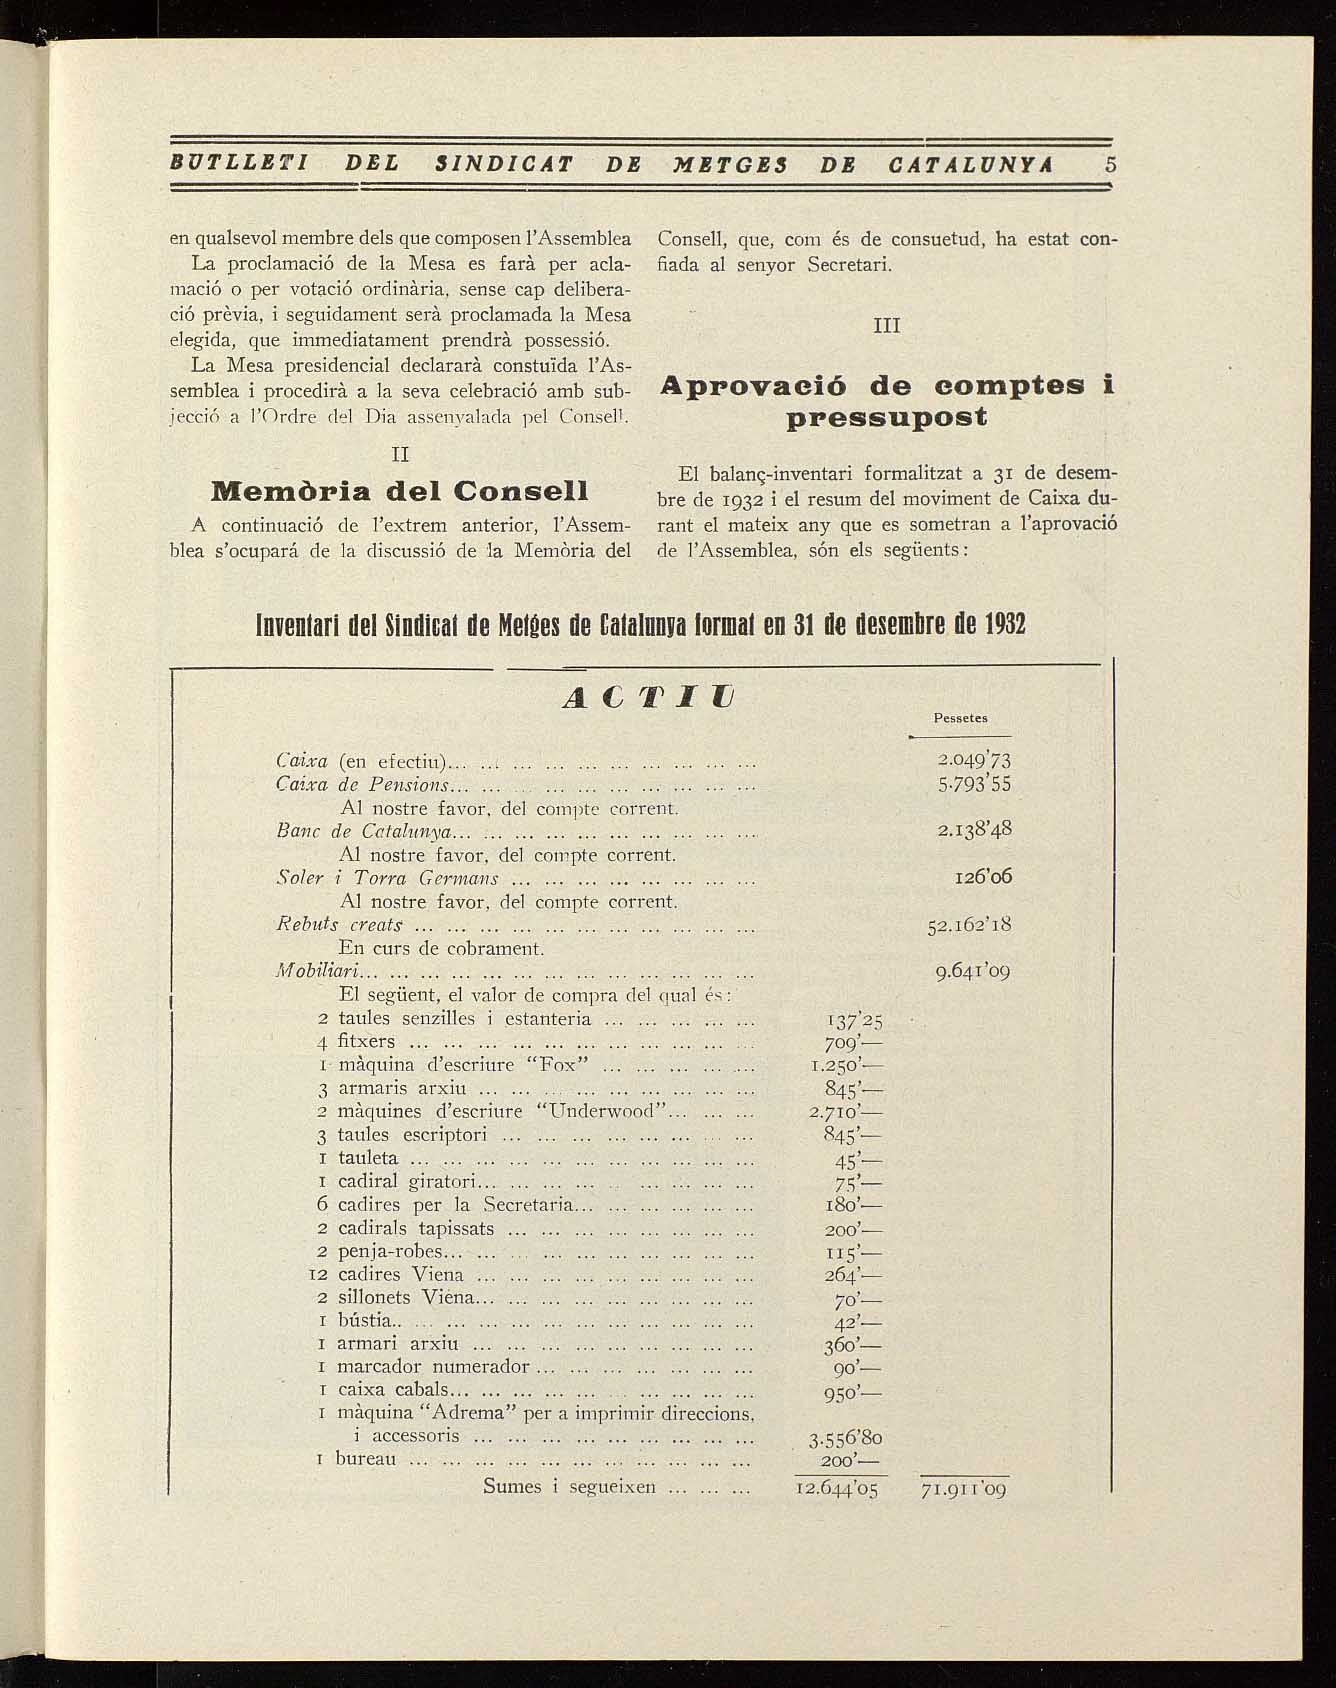 BUTLLETI DEL SINDICAT DE METGES DE CATALUNYA 5
en qualsevol membre dels que composen l'Assemblea
La proclamació de la Mesa es farà per acla-
mació o per votació ordinària, sense cap delibera-
ció prèvia, i seguidament serà proclamada la Mesa
elegida, que immediatament prendrà possessió.
La Mesa presidencial declararà constuïda l'As-
semblea i procedirà a la seva celebració amb sub-
jecció a l'Ordre del Dia assenyalada pel Consell.
II
Memòria del Consell
A continuació de l'extrem anterior, l'Assem-
blea s'ocupará de la discussió de la Memòria del
Consell, que, com és de consuetud, ha estat con-
fiada al senyor Secretari.
III
Aprovació de comptes i
pressupost
El balanç-inventari formalitzat a 31 de desem-
bre de 1932 i el resum del moviment de Caixa du-
rant el mateix any que es sometran a l'aprovació
de l'Assemblea, són els següents:
Inventari del Sindicat de Metges de Catalunya format en 31 de desembre de 1932
ACTIU
Pessetes
Caixa (en efectiu)... ... ... ... ... ... ... ... ... ... 2.049'73
Caixa de Pensions... ... ... ... ... ... ... ... ... ... 5.793'55
Al nostre favor, del compte corrent.
Banc de Catalunya... ... ... ... ... ... ... ... ... ... 2.138'48
Al nostre favor, del compte corrent.
Soler i Torra Germans ... ... ... ... ... ... ... ... 126'06
Al nostre favor, del compte corrent.
Rebuts creats ... ... ... ... ... ... ... ... ... ... ... 52.162'18
En curs de cobrament.
Mobiliari... ... ... ... ... ... ... ... ... ... ... ... ... 9.641'09
El següent, el valor de compra del qual és:
2 taules senzilles i estanteria ... ... ... ... ... 137'25
4 fitxers ... ... ... ... ... ... ... ... ... ... ... 709'—
1 màquina d'escriure "Fox" ... ... ... ... ... 1.250'—
3 armaris arxiu ... ... ... ... ... ... ... ... ... 845'—
2 màquines d'escriure "Underwood"... ... ... 2.710'—
3 taules escriptori ... ... ... ... ... ... ... ... 845'—
1 tauleta ... ... ... ... ... ... ... ... ... ... ... 45'—
1 cadiral giratori... ... ... ... ... ... ... ... ... 75'—
6 cadires per la Secretaria... ... ... ... ... ... 180'—
2 cadirals tapissats ... ... ... ... ... ... ... ... 200'—
2 penja-robes... ... ... ... ... ... ... ... ... ... 115'—
12 cadires Viena ... ... ... ... ... ... ... ... ... 264'—
2 sillonets Viena... ... ... ... ... ... ... ... ... 70'—
1 bústia.. ... ... ... ... ... ... ... ... ... ... ... 42'—
1 armari arxiu ... ... ... ... ... ... ... ... ... 360'—
1 marcador numerador ... ... ... ... ... ... ... 90'—
1 caixa cabals... ... ... ... ... ... ... ... ... ... 950'—
1 màquina "Adrema" per a imprimir direccions,
i accessoris ... ... ... ... ... ... ... ... ... 3.556'80
1 bureau ... ... ... ... ... ... ... ... ... ... ... 200'—
Sumes i segueixen ... ... ... 12.644'05 71.911'09